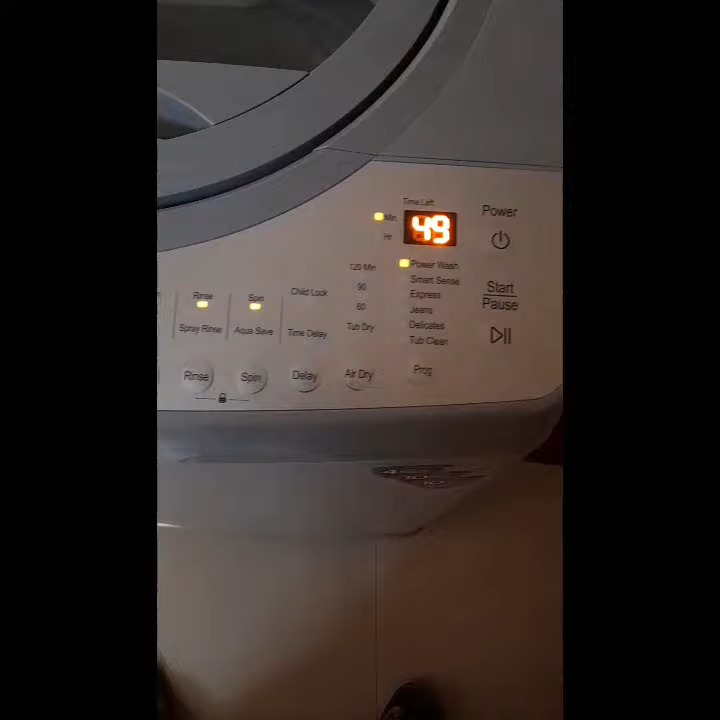 Time Left
Min
49
Hr
Power
Power Wash
Smart Sense
Express
Jeans
Delicates
Tub Clean
Start
Pause
120 Min
90
60
Tub Dry
Child Lock
Time Delay
Rinse
Spray Rinse
Spin
Aqua Save
Rinse
Spin
Delay
Air Dry
Prog